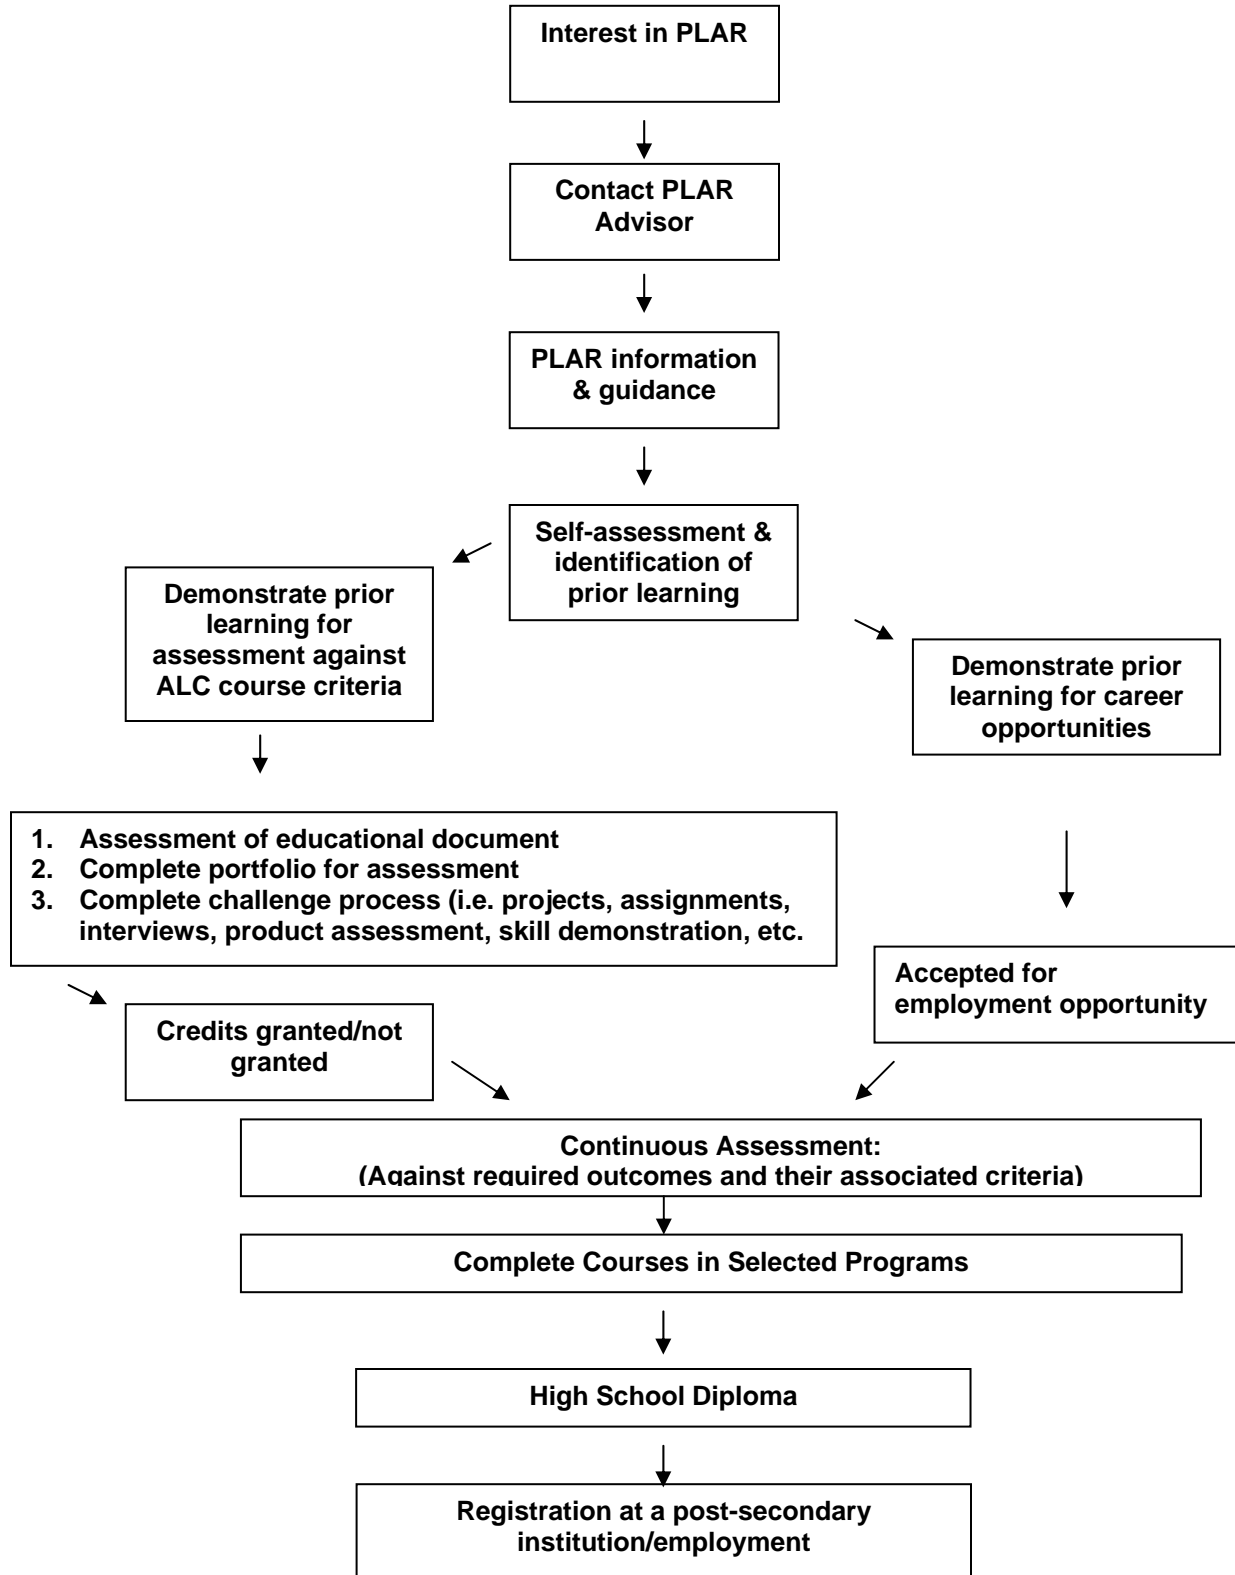 Interest in PLAR
Contact PLAR
Advisor
PLAR information
& guidance
Self-assessment &
identification of
prior learning
Demonstrate prior
learning for
assessment against
ALC course criteria
Demonstrate prior
learning for career
opportunities
1. Assessment of educational document
2. Complete portfolio for assessment
3. Complete challenge process (i.e. projects, assignments,
interviews, product assessment, skill demonstration, etc.
Accepted for
employment opportunity
Credits granted/not
granted
Continuous Assessment:
(Against required outcomes and their associated criteria)
Complete Courses in Selected Programs
High School Diploma
Registration at a post-secondary
institution/employment